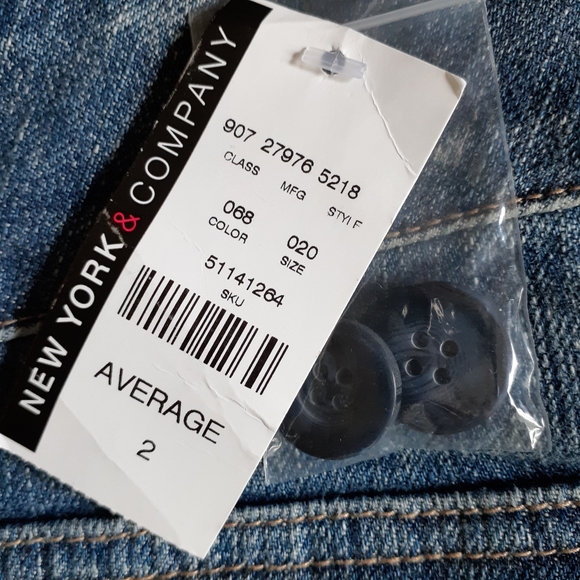 NEW YORK & COMPANY
907 27976 5218
CLASS MFG STYLE
068 020
COLOR SIZE
51141264
SKU
AVERAGE
2